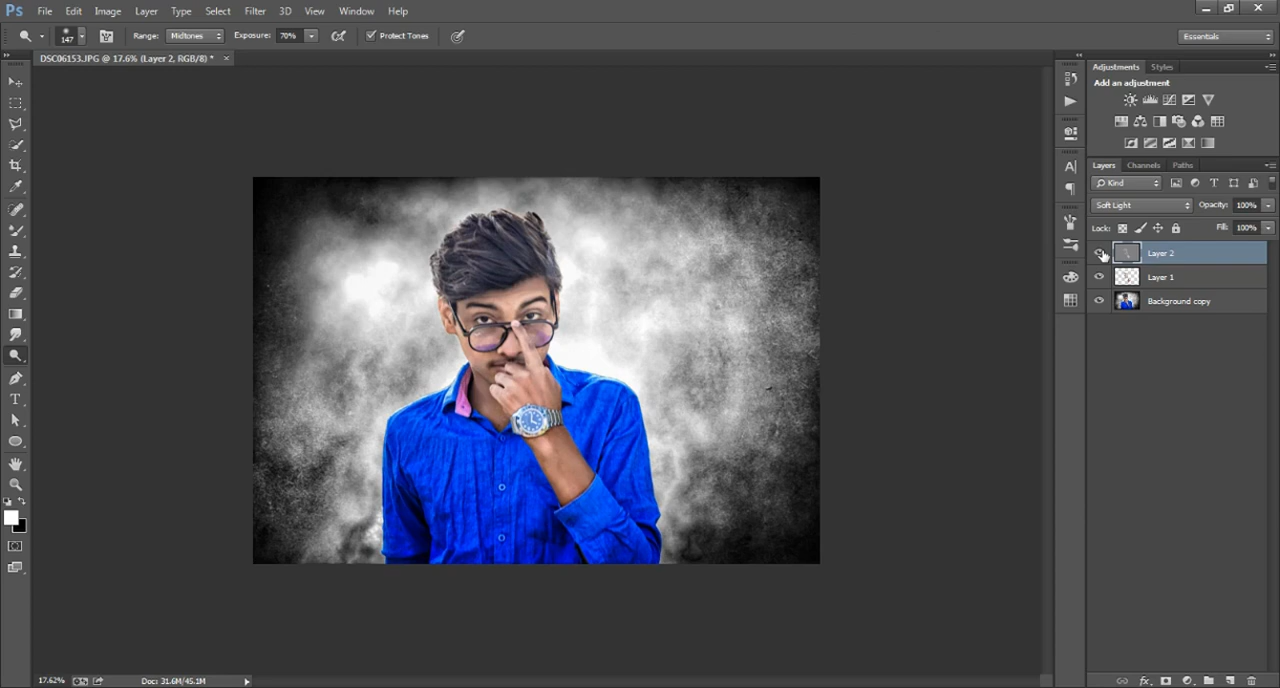 Ps File Edit Image Layer Type Select Filter 3D View Window Help
147 Range: Midtones Exposure: 70% Protect Tones Essentials
DSC06153.JPG @ 17.6% (Layer 2, RGB/8) * ×
Adjustments Styles
Add an adjustment
Layers Channels Paths
Kind
Soft Light Opacity: 100%
Lock: Fill: 100%
Layer 2
Layer 1
Background copy
17.62% Doc: 31.6M/45.1M